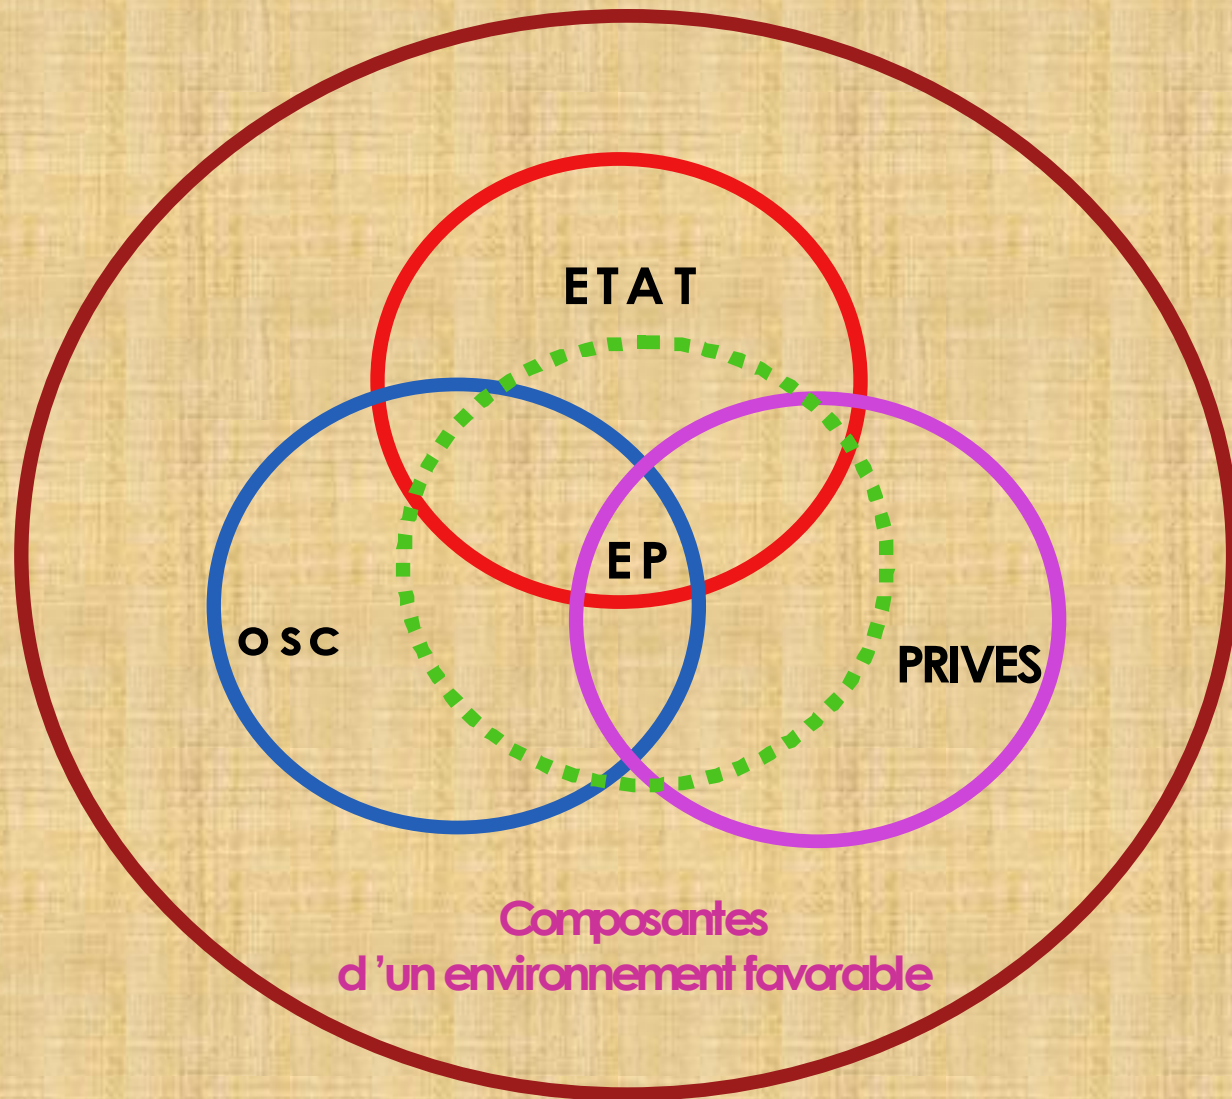 ETAT
EP
OSC
PRIVES
Composantes
d ’un environnement favorable